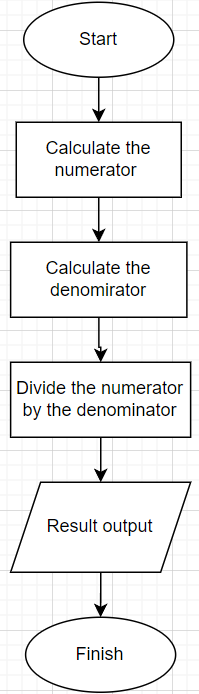 Start
Calculate the
numerator
Calculate the
denomirator
Divide the numerator
by the denominator
Result output
Finish